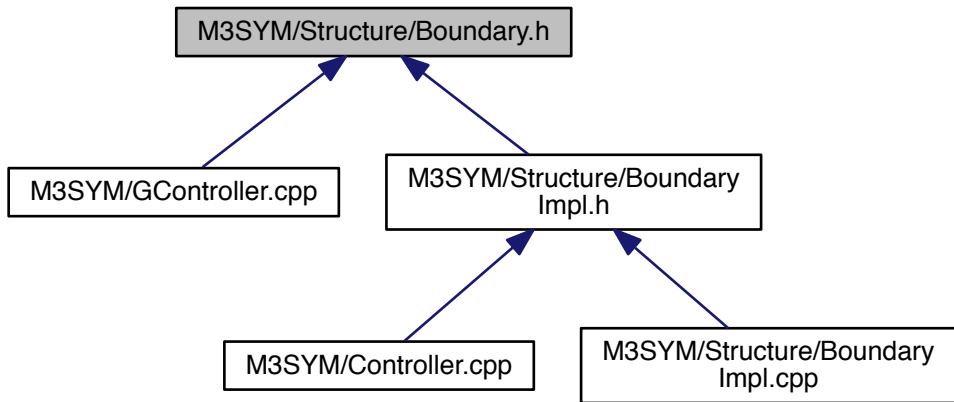 M3SYM/Structure/Boundary.h
M3SYM/GController.cpp
M3SYM/Structure/Boundary
Impl.h
M3SYM/Controller.cpp
M3SYM/Structure/Boundary
Impl.cpp